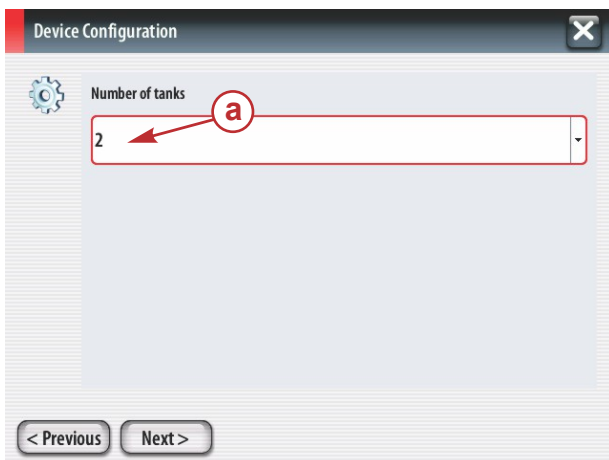 Device Configuration
X
Number of tanks
a
2
< Previous
Next >